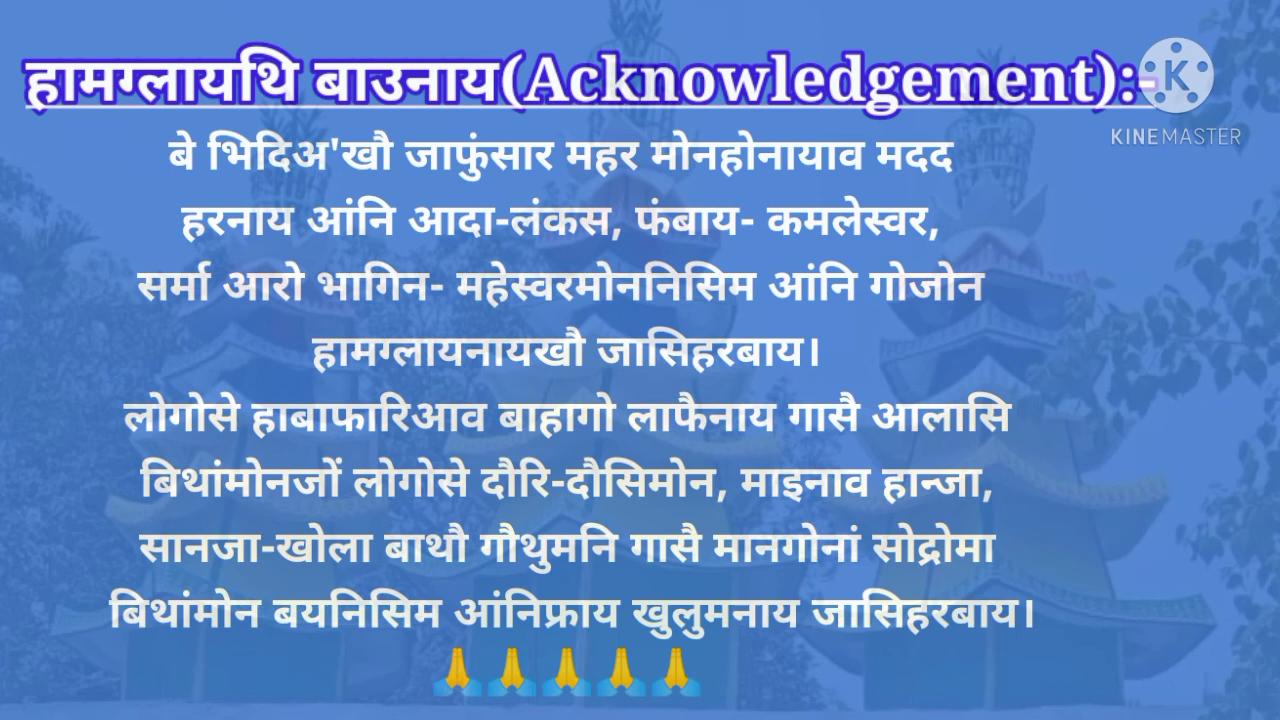 हामग्लायथि बाउनाय(Acknowledgement):-
KINEMASTER
बे भिदिअ'खौ जाफुंसार महर मोनहोनायाव मदद
हरनाय आंनि आदा-लंकस, फंबाय- कमलेस्वर,
सर्मा आरो भागिन- महेस्वरमोननिसिम आंनि गोजोन
हामग्लायनायखौ जासिहरबाय।
लोगोसे हाबाफारिआव बाहागो लाफैनाय गासै आलासि
बिथांमोनजों लोगोसे दौरि-दौसिमोन, माइनाव हान्जा,
सानजा-खोला बाथौ गौथुमनि गासै मानगोनां सोद्रोमा
बिथांमोन बयनिसिम आंनिफ्राय खुलुमनाय जासिहरबाय।